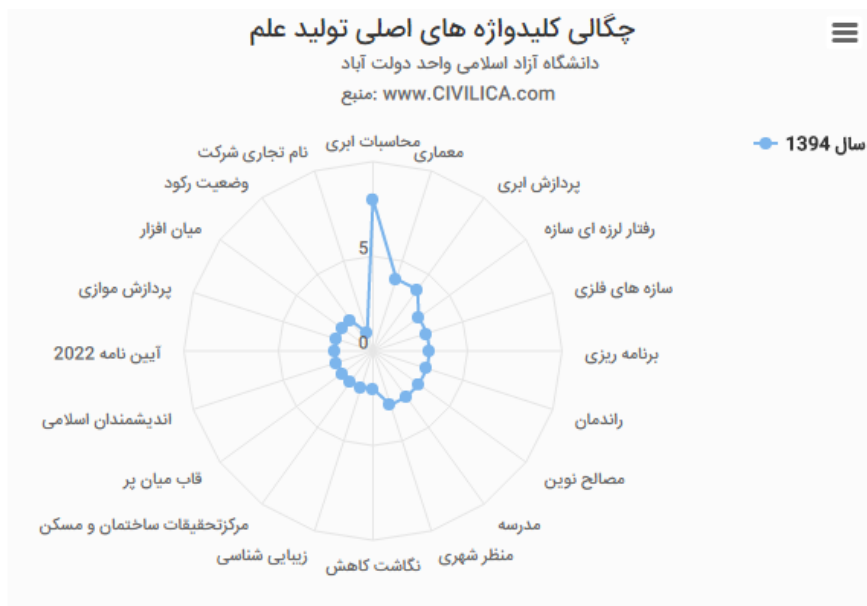 چگالی کلیدواژه های اصلی تولید علم
دانشگاه آزاد اسلامی واحد دولت آباد
منبع: www.CIVILICA.com
سال 1394
محاسبات ابری
معماری
پردازش ابری
رفتار لرزه ای سازه
سازه های فلزی
برنامه ریزی
راندمان
مصالح نوین
مدرسه
منظر شهری
نگاشت کاهش
زیبایی شناسی
مرکزتحقیقات ساختمان و مسکن
قاب میان پر
اندیشمندان اسلامی
آیین نامه 2022
پردازش موازی
میان افزار
وضعیت رکود
نام تجاری شرکت
5
0